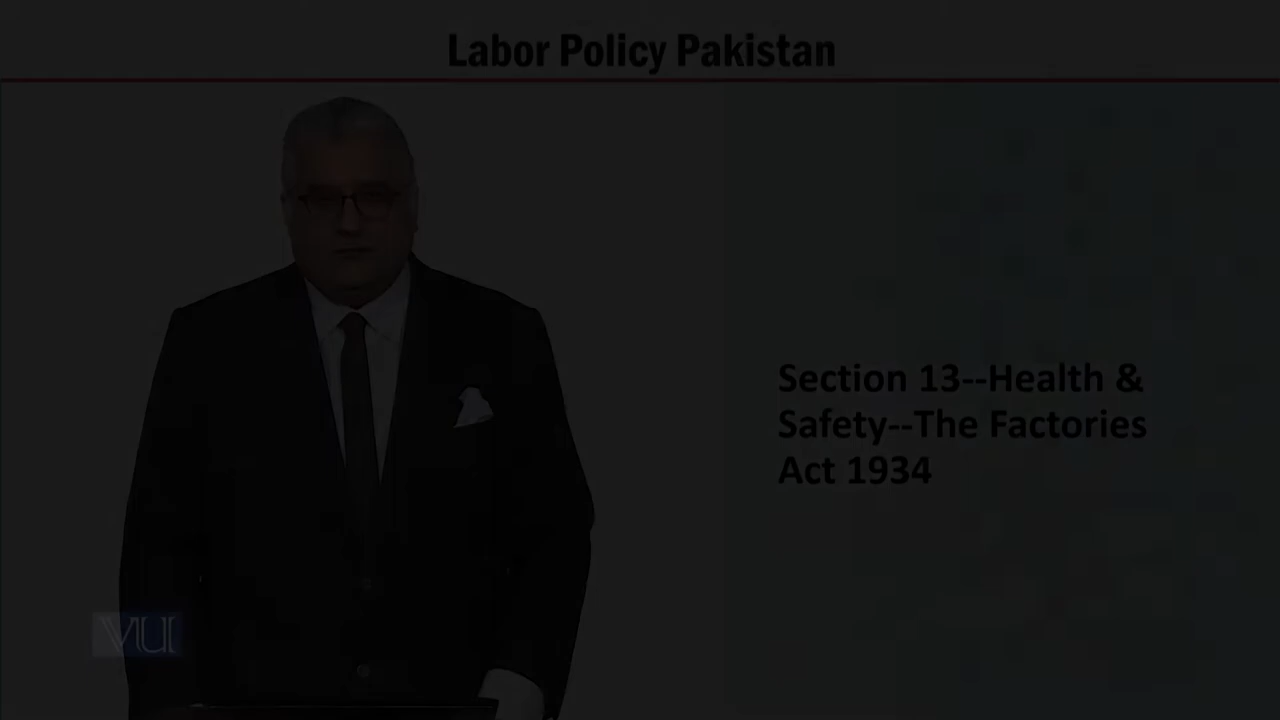 Labor Policy Pakistan
Section 13--Health &
Safety--The Factories
Act 1934
VU